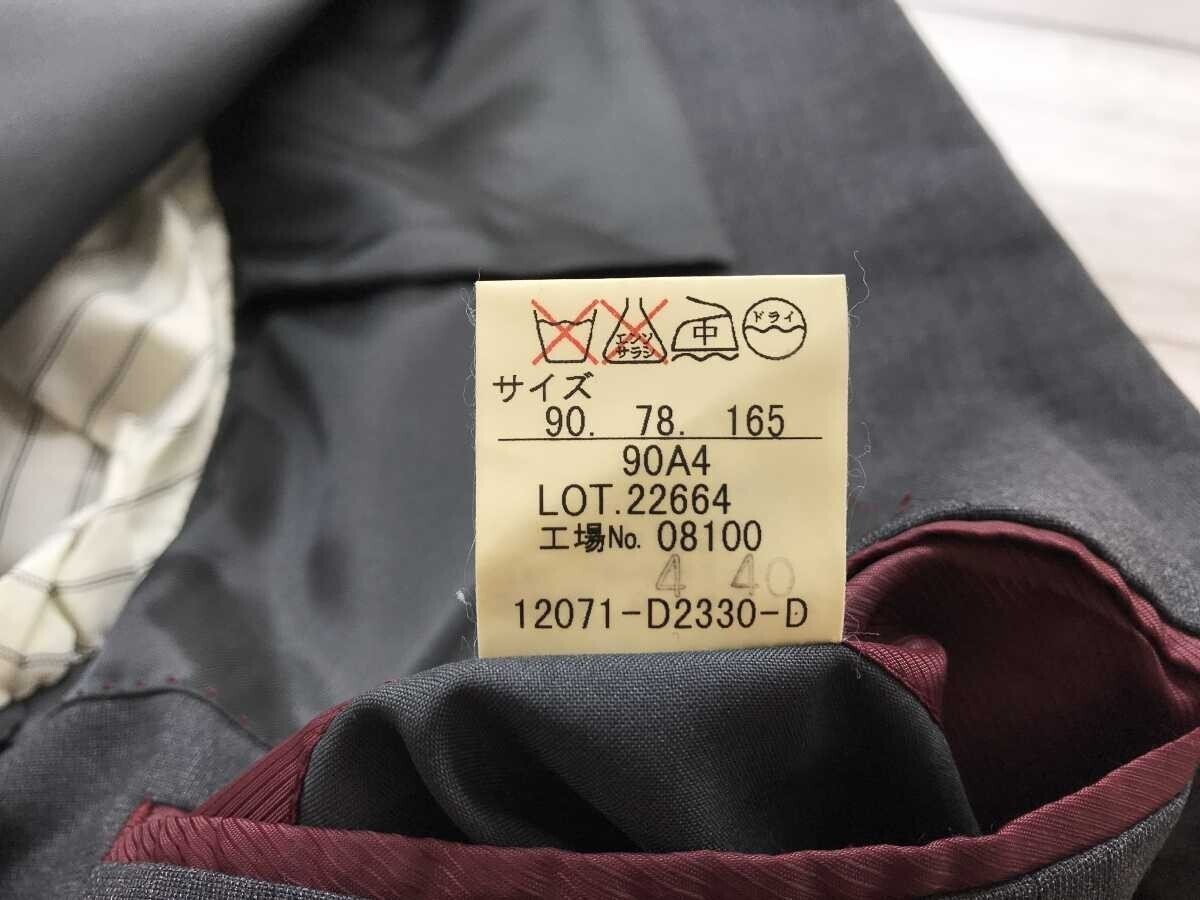 エンソ
サラシ
中
ドライ
サイズ
90. 78. 165
90A4
LOT.22664
工場No. 08100
4 40
12071-D2330-D